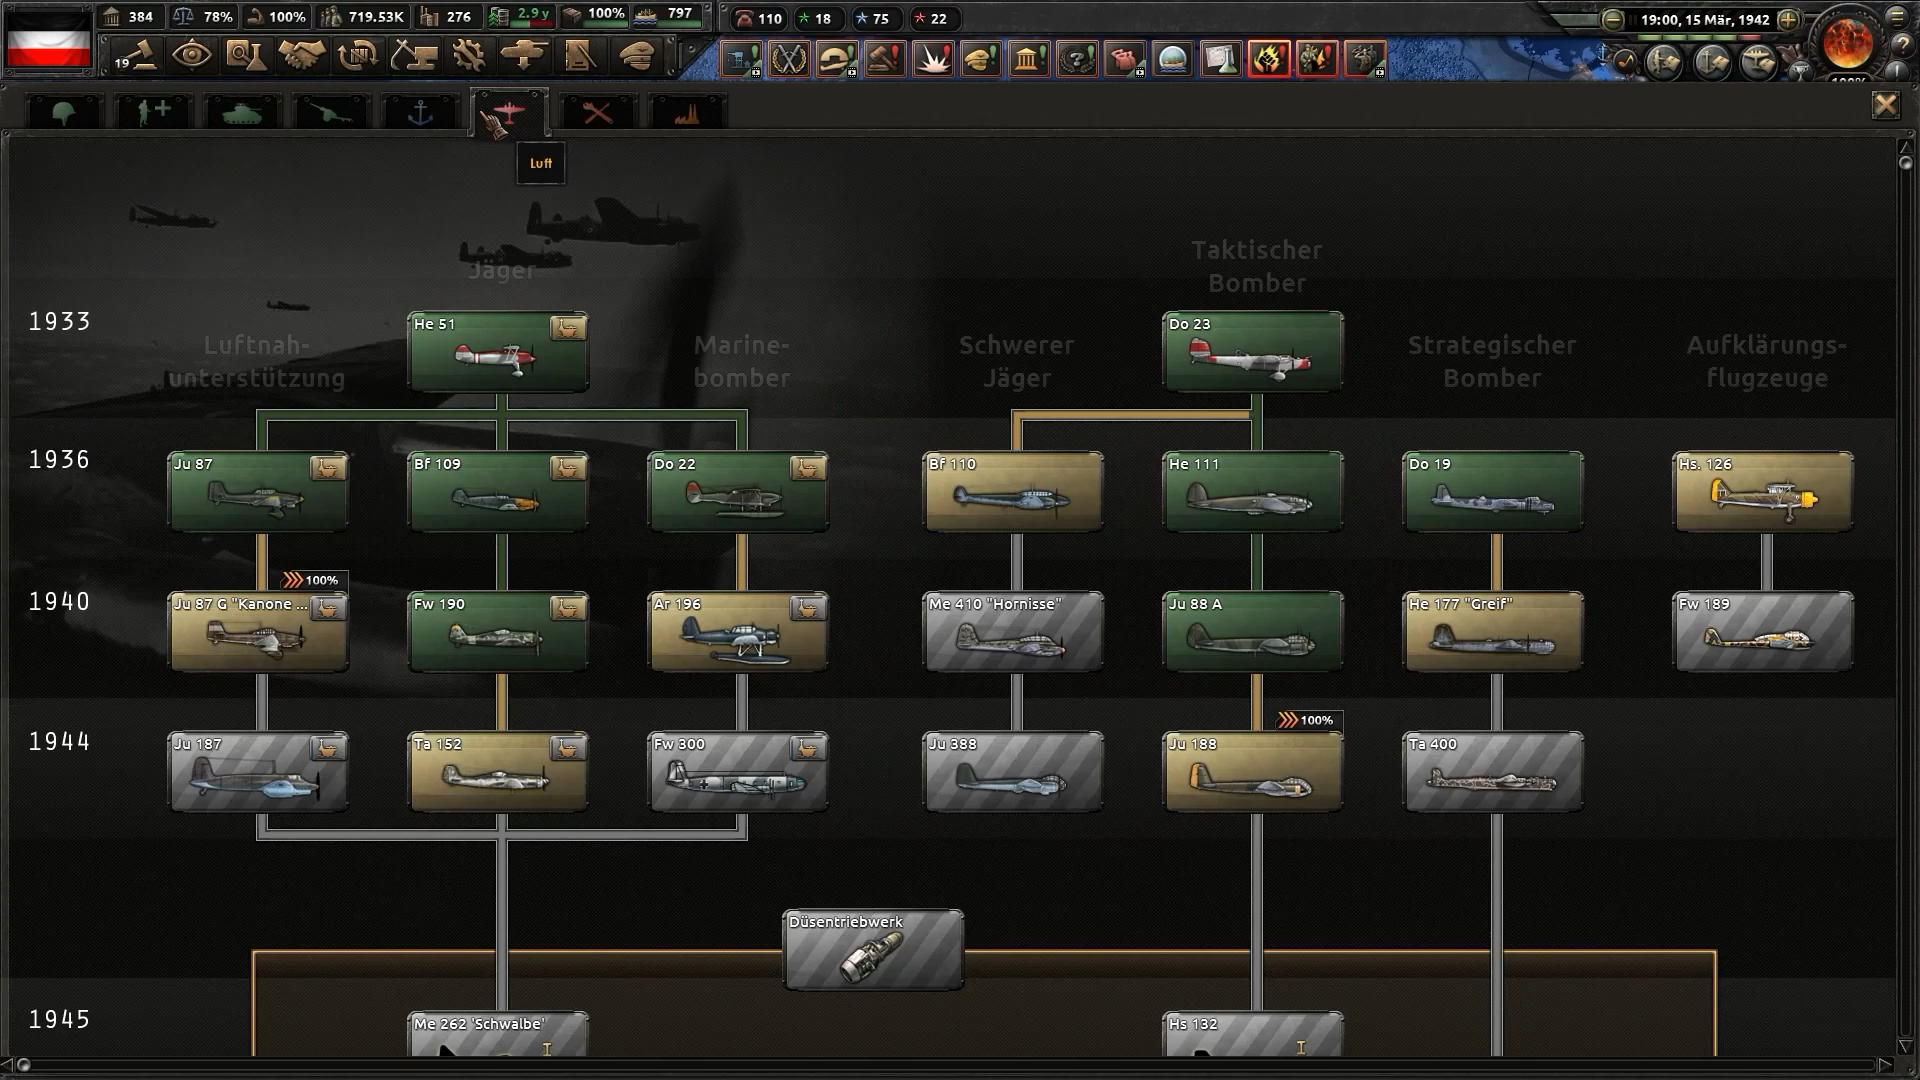 384
78%
100%
719.53K
276
2.9 y
100%
797
110
18
75
22
19:00, 15 Mär, 1942
19
Luft
Jäger
Taktischer
Bomber
1933
He 51
Do 23
Luftnah-
unterstützung
Marine-
bomber
Schwerer
Jäger
Strategischer
Bomber
Aufklärungs-
flugzeuge
1936
Ju 87
Bf 109
Do 22
Bf 110
He 111
Do 19
Hs. 126
100%
1940
Ju 87 G "Kanone ...
Fw 190
Ar 196
Me 410 "Hornisse"
Ju 88 A
He 177 "Greif"
Fw 189
100%
1944
Ju 187
Ta 152
Fw 300
Ju 388
Ju 188
Ta 400
Düsentriebwerk
1945
Me 262 'Schwalbe'
Hs 132
I
I